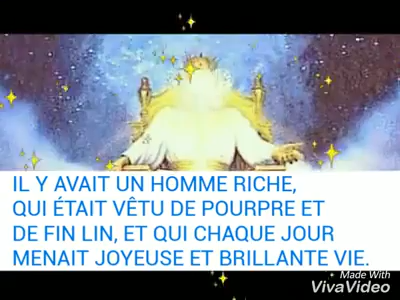 IL Y AVAIT UN HOMME RICHE,
QUI ÉTAIT VÊTU DE POURPRE ET
DE FIN LIN, ET QUI CHAQUE JOUR
MENAIT JOYEUSE ET BRILLANTE VIE.
Made With
VivaVideo